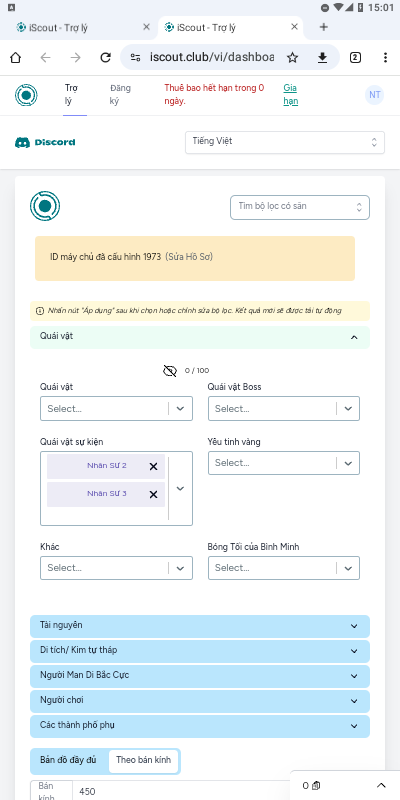 15:01
iScout - Trợ lý
iScout - Trợ lý
iscout.club/vi/dashboa
2
Trợ lý
Đăng ký
Thuê bao hết hạn trong 0 ngày.
Gia hạn
NT
Discord
Tiếng Việt
Tìm bộ lọc có sẵn
ID máy chủ đã cấu hình 1973 (Sửa Hồ Sơ)
Nhấn nút "Áp dụng" sau khi chọn hoặc chỉnh sửa bộ lọc. Kết quả mới sẽ được tải tự động
Quái vật
0 / 100
Quái vật
Quái vật Boss
Select...
Select...
Quái vật sự kiện
Yêu tinh vàng
Nhân Sư 2
Nhân Sư 3
Select...
Khác
Bóng Tối của Bình Minh
Select...
Select...
Tài nguyên
Di tích/ Kim tự tháp
Người Man Di Bắc Cực
Người chơi
Các thành phố phụ
Bản đồ đầy đủ
Theo bán kính
Bán kính
450
0